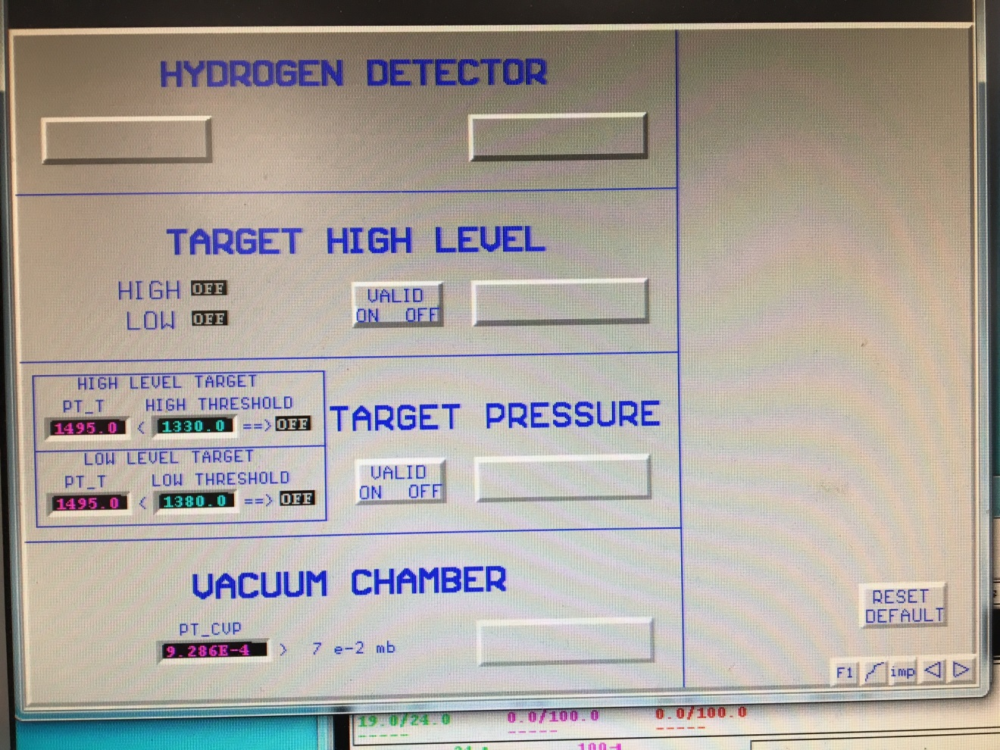 HYDROGEN DETECTOR
TARGET HIGH LEVEL
HIGH OFF
LOW OFF
VALID
ON OFF
HIGH LEVEL TARGET
PT_T HIGH THRESHOLD
1495.0 < 1330.0 ==> OFF
LOW LEVEL TARGET
PT_T LOW THRESHOLD
1495.0 < 1380.0 ==> OFF
TARGET PRESSURE
VALID
ON OFF
VACUUM CHAMBER
PT_CVP
9.286E-4 > 7 e-2 mb
RESET
DEFAULT
F1 imp
19.0/24.0 0.0/100.0 0.0/100.0